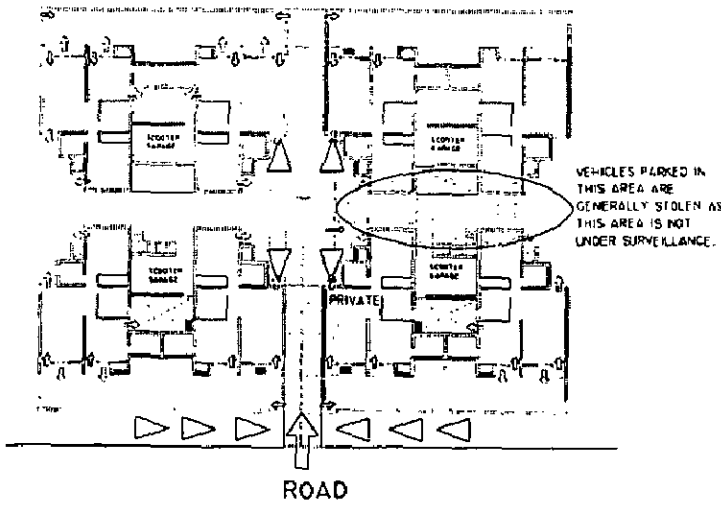 SCOOTER
GARAGE
SCOOTER
GARAGE
VEHICLES PARKED IN
THIS AREA ARE
GENERALLY STOLEN AS
THIS AREA IS NOT
UNDER SURVEILLANCE.
SCOOTER
GARAGE
SCOOTER
GARAGE
PRIVATE
ROAD